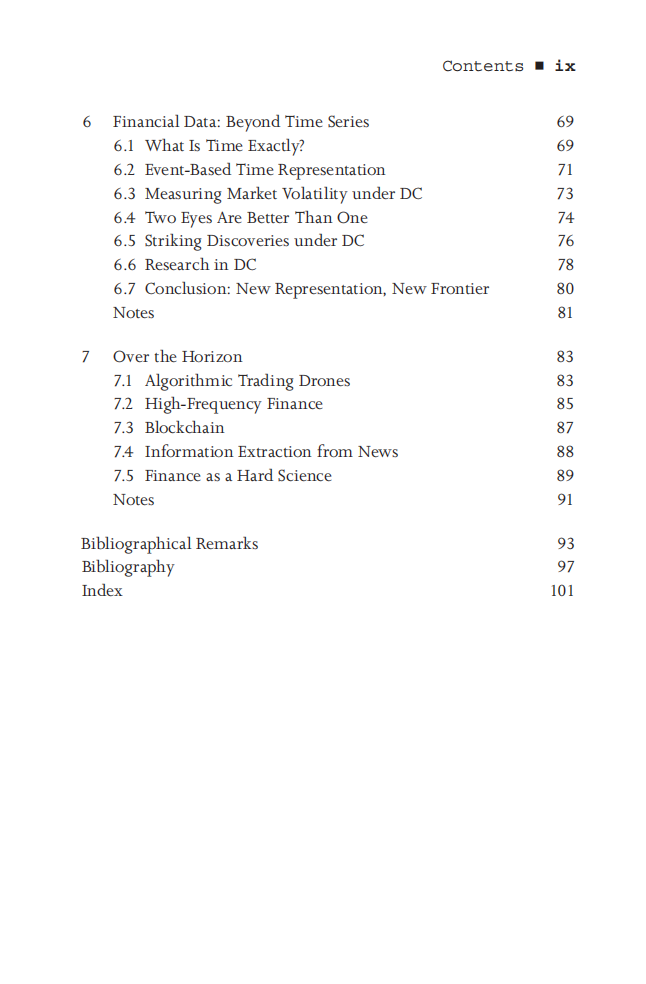 Contents ■ ix
6 Financial Data: Beyond Time Series 69
6.1 What Is Time Exactly? 69
6.2 Event-Based Time Representation 71
6.3 Measuring Market Volatility under DC 73
6.4 Two Eyes Are Better Than One 74
6.5 Striking Discoveries under DC 76
6.6 Research in DC 78
6.7 Conclusion: New Representation, New Frontier 80
Notes 81
7 Over the Horizon 83
7.1 Algorithmic Trading Drones 83
7.2 High-Frequency Finance 85
7.3 Blockchain 87
7.4 Information Extraction from News 88
7.5 Finance as a Hard Science 89
Notes 91
Bibliographical Remarks 93
Bibliography 97
Index 101